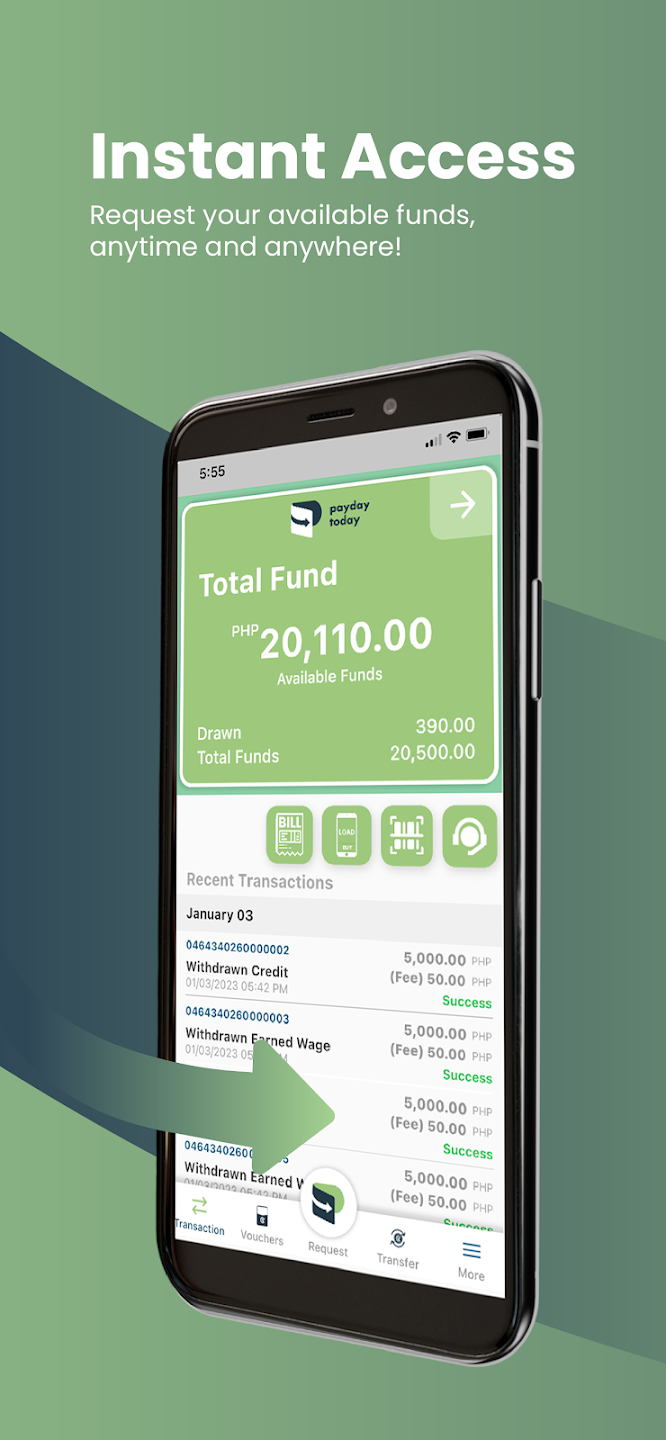 Instant Access
Request your available funds,
anytime and anywhere!
5:55
payday
today
Total Fund
PHP 20,110.00
Available Funds
Drawn 390.00
Total Funds 20,500.00
BILL
LOAD
BUY
Recent Transactions
January 03
0464340260000002
5,000.00 PHP
Withdrawn Credit
(Fee) 50.00 PHP
01/03/2023 05:42 PM
Success
0464340260000003
5,000.00 PHP
Withdrawn Earned Wage
(Fee) 50.00 PHP
01/03/2023
Success
5,000.00 PHP
(Fee) 50.00 PHP
Success
5,000.00 PHP
Withdrawn Earned
(Fee) 50.00 PHP
01/03/2023 05:42 PM
Success
Transaction
Vouchers
Request
Transfer
More